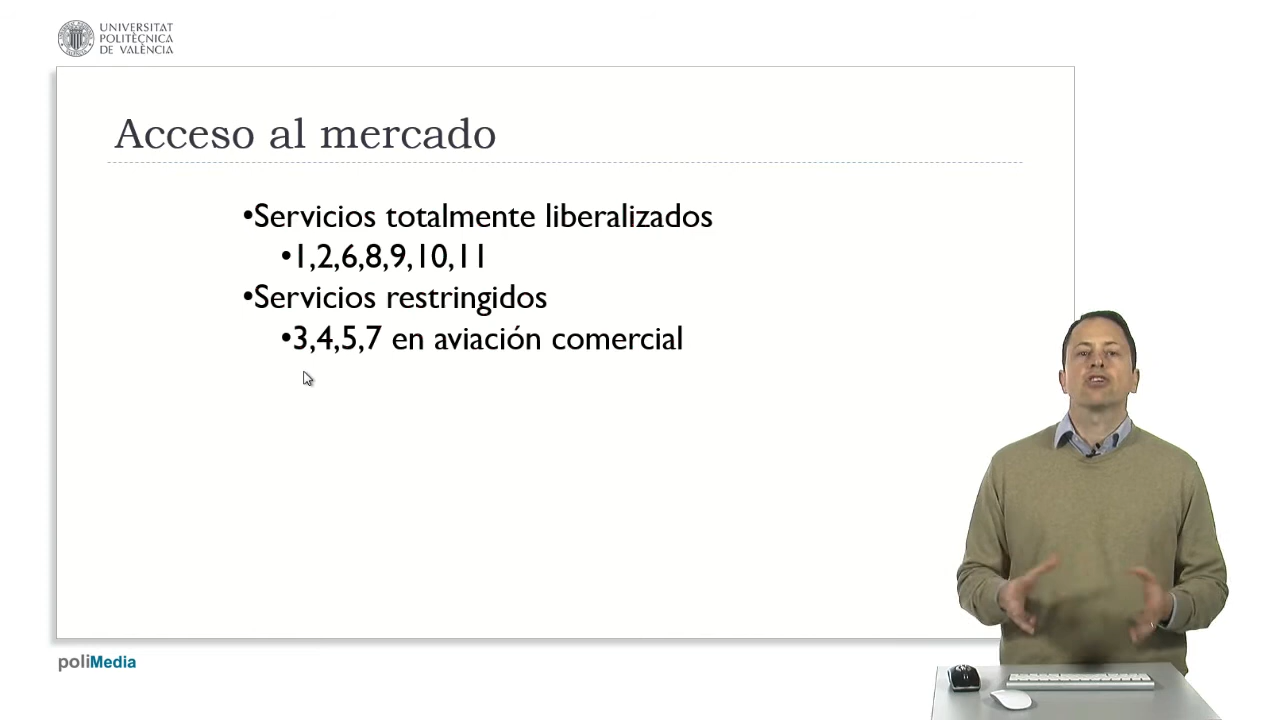 UNIVERSITAT
POLITÈCNICA
DE VALÈNCIA
Acceso al mercado
•Servicios totalmente liberalizados
•1,2,6,8,9,10,11
•Servicios restringidos
•3,4,5,7 en aviación comercial
poliMedia